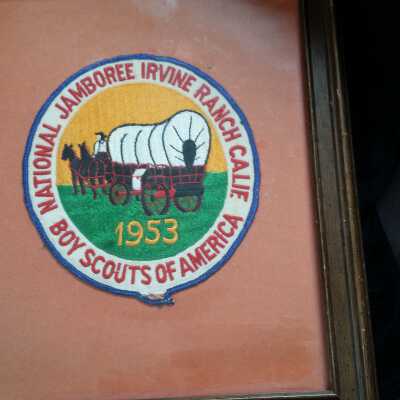 NATIONAL JAMBOREE IRVINE RANCH CALIF.
1953
BOY SCOUTS OF AMERICA